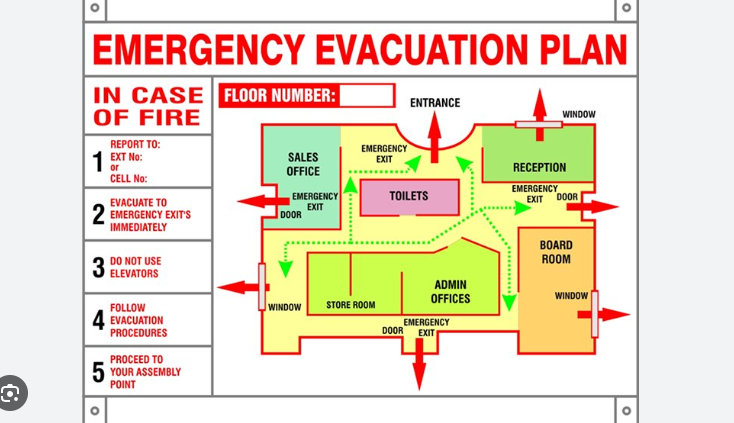 EMERGENCY EVACUATION PLAN
IN CASE
OF FIRE
1
REPORT TO:
EXT No:
or
CELL No:
2
EVACUATE TO
EMERGENCY EXIT'S
IMMEDIATELY
3
DO NOT USE
ELEVATORS
4
FOLLOW
EVACUATION
PROCEDURES
5
PROCEED TO
YOUR ASSEMBLY
POINT
FLOOR NUMBER:
ENTRANCE
WINDOW
EMERGENCY
EXIT
SALES
OFFICE
RECEPTION
TOILETS
EMERGENCY
EXIT
DOOR
EMERGENCY
EXIT
DOOR
BOARD
ROOM
ADMIN
OFFICES
STORE ROOM
WINDOW
WINDOW
DOOR
EMERGENCY
EXIT